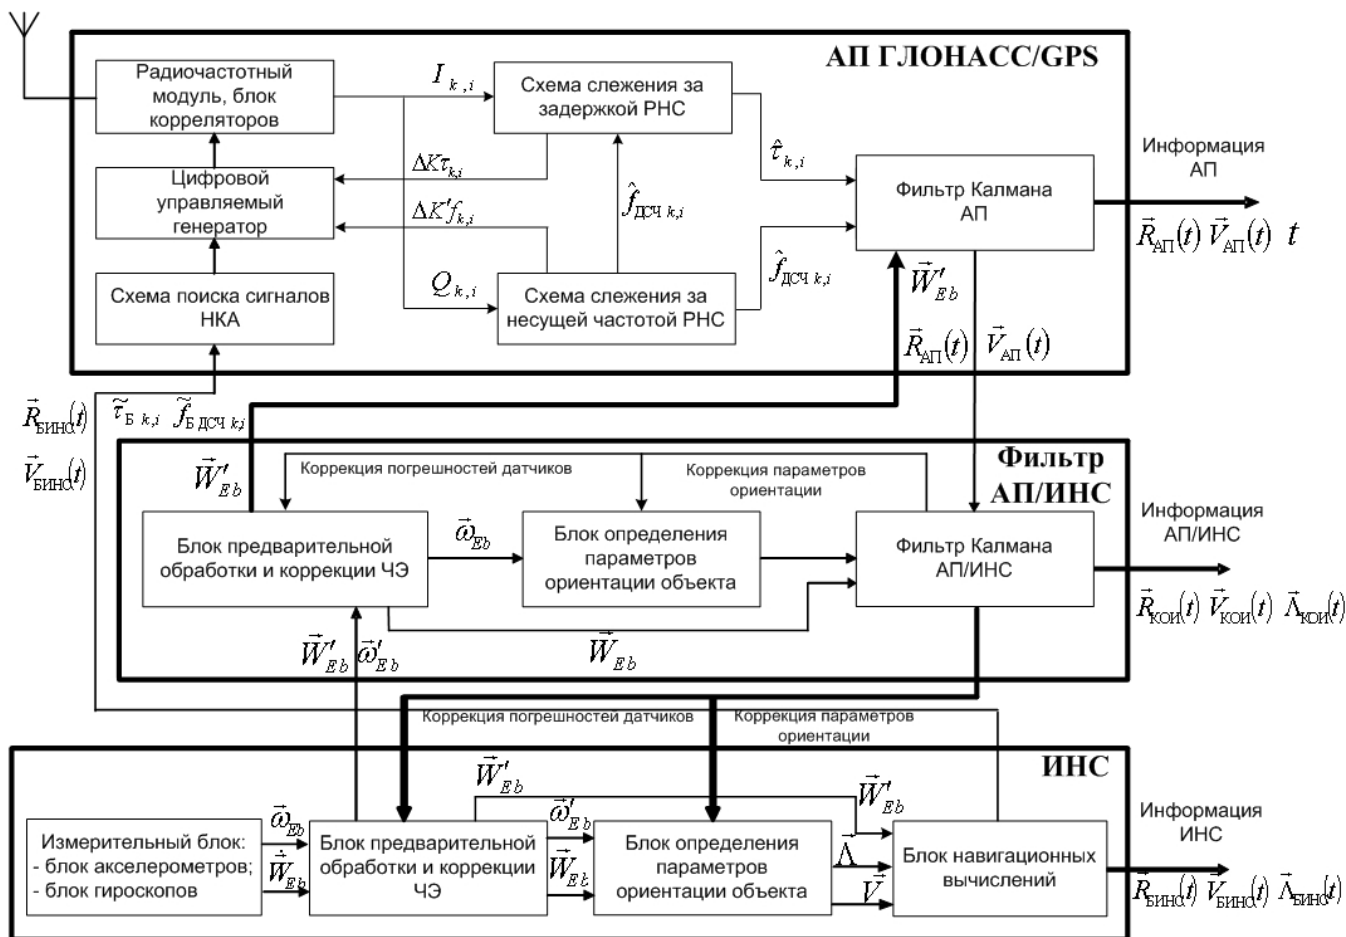 АП ГЛОНАСС/GPS
Радиочастотный
модуль, блок
корреляторов
I k,i
Схема слежения за
задержкой РНС
τ̂ k,i
Информация
АП
ΔKτ k,i
Цифровой
управляемый
генератор
ΔK'f k,i
f̂ ДСЧ k,i
Фильтр Калмана
АП
R⃗АП(t) V⃗АП(t) t
Q k,i
f̂ ДСЧ k,i
W⃗'Eb
Схема поиска сигналов
НКА
Схема слежения за
несущей частотой РНС
R⃗АП(t) V⃗АП(t)
R⃗БИНС(t)
τ̃Б k,i f̃Б ДСЧ k,i
V⃗БИНС(t)
W⃗'Eb
Коррекция погрешностей датчиков
Коррекция параметров
ориентации
Фильтр
АП/ИНС
Информация
АП/ИНС
Блок предварительной
обработки и коррекции ЧЭ
ω⃗Eb
Блок определения
параметров
ориентации объекта
Фильтр Калмана
АП/ИНС
R⃗КОИ(t) V⃗КОИ(t) Λ⃗КОИ(t)
W⃗'Eb ω⃗'Eb
W⃗Eb
Коррекция погрешностей датчиков
Коррекция параметров
ориентации
ИНС
W⃗'Eb
W⃗'Eb
Информация
ИНС
Измерительный блок:
- блок акселерометров;
- блок гироскопов
ω⃗Eb
W⃗Eb
Блок предварительной
обработки и коррекции
ЧЭ
ω⃗'Eb
W⃗Eb
Блок определения
параметров
ориентации объекта
Λ⃗
V⃗
Блок навигационных
вычислений
R⃗БИНС(t) V⃗БИНС(t) Λ⃗БИНС(t)